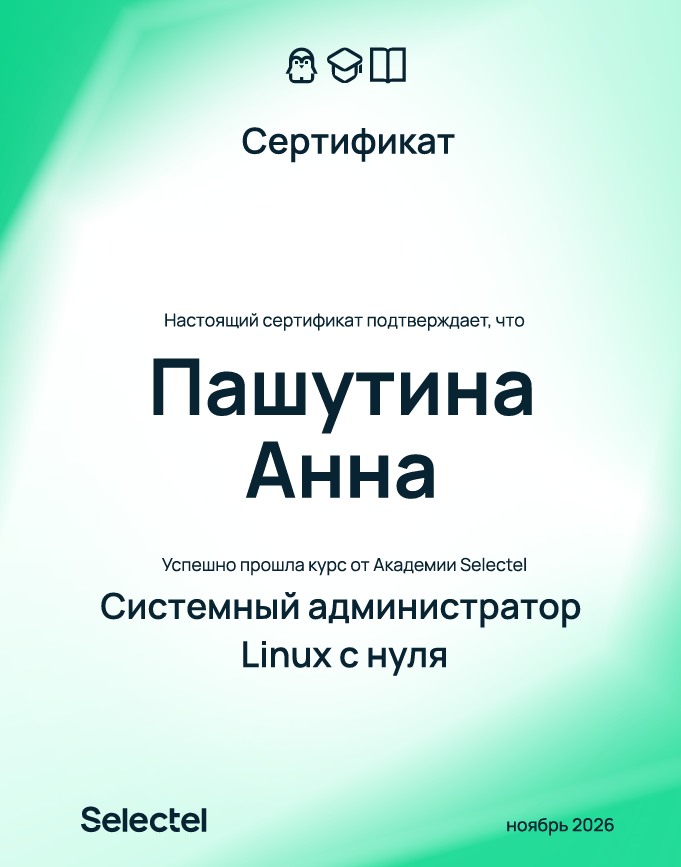 Сертификат
Настоящий сертификат подтверждает, что
Пашутина
Анна
Успешно прошла курс от Академии Selectel
Системный администратор
Linux с нуля
Selectel
ноябрь 2026